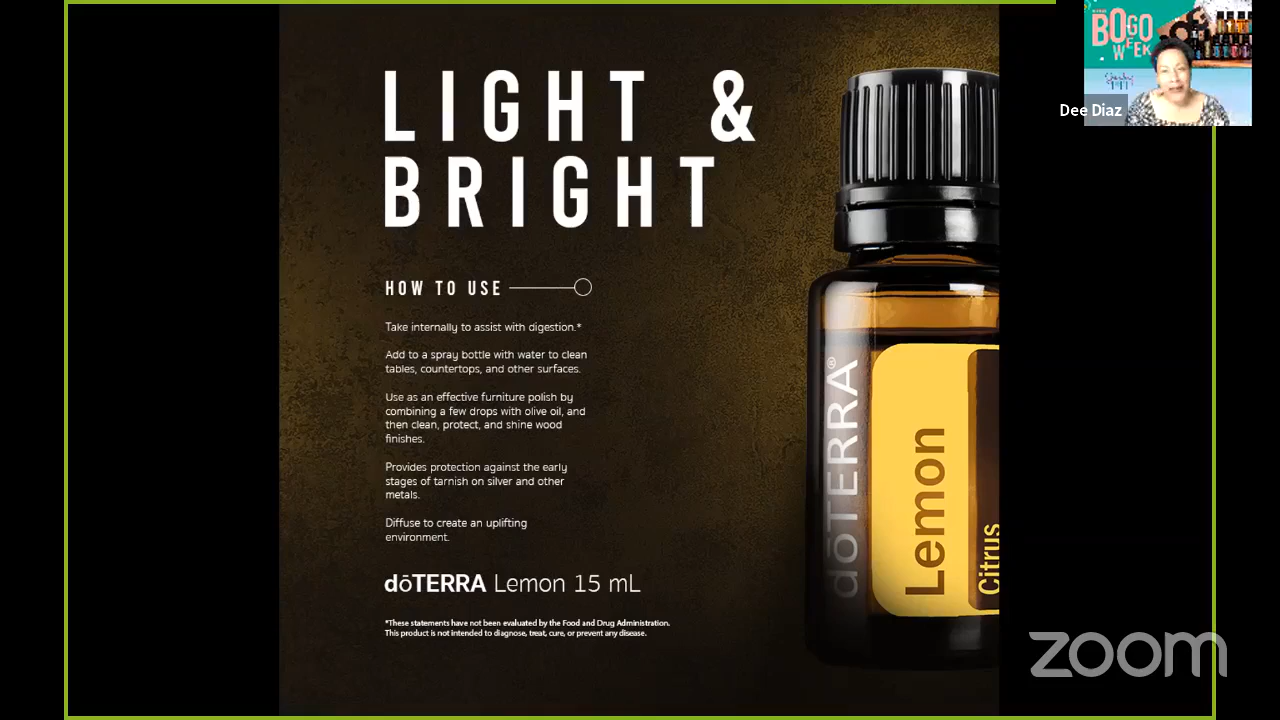 LIGHT &
BRIGHT
HOW TO USE
Take internally to assist with digestion.*
Add to a spray bottle with water to clean
tables, countertops, and other surfaces.
Use as an effective furniture polish by
combining a few drops with olive oil, and
then clean, protect, and shine wood
finishes.
Provides protection against the early
stages of tarnish on silver and other
metals.
Diffuse to create an uplifting
environment.
dōTERRA Lemon 15 mL
*These statements have not been evaluated by the Food and Drug Administration.
This product is not intended to diagnose, treat, cure, or prevent any disease.
dōTERRA®
Lemon
Citrus
BOGO
WEEK
Dee Diaz
zoom